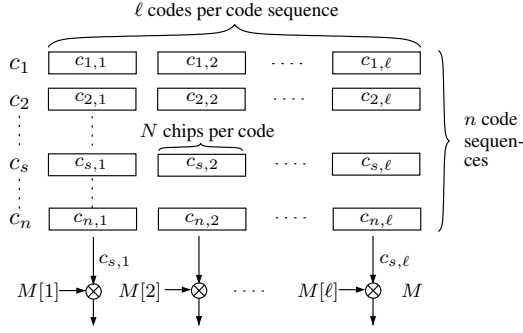 ℓ codes per code sequence
c₁ c₁,₁ c₁,₂ . . . . c₁,ℓ
c₂ c₂,₁ c₂,₂ . . . . c₂,ℓ
n code
sequen-
ces
N chips per code
cₛ cₛ,₁ cₛ,₂ . . . . cₛ,ℓ
cₙ cₙ,₁ cₙ,₂ . . . . cₙ,ℓ
cₛ,₁ cₛ,ℓ
M[1] M[2] . . . . M[ℓ] M